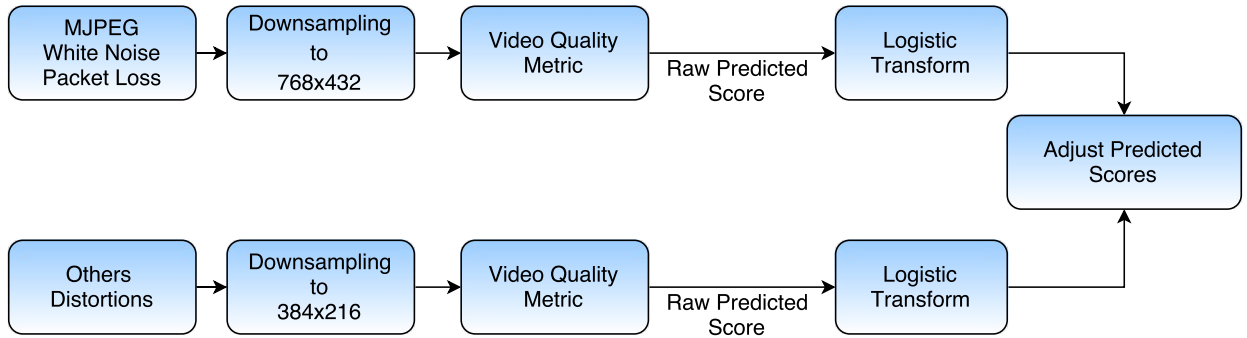 MJPEG
White Noise
Packet Loss
Downsampling
to
768x432
Video Quality
Metric
Raw Predicted
Score
Logistic
Transform
Adjust Predicted
Scores
Others
Distortions
Downsampling
to
384x216
Video Quality
Metric
Raw Predicted
Score
Logistic
Transform